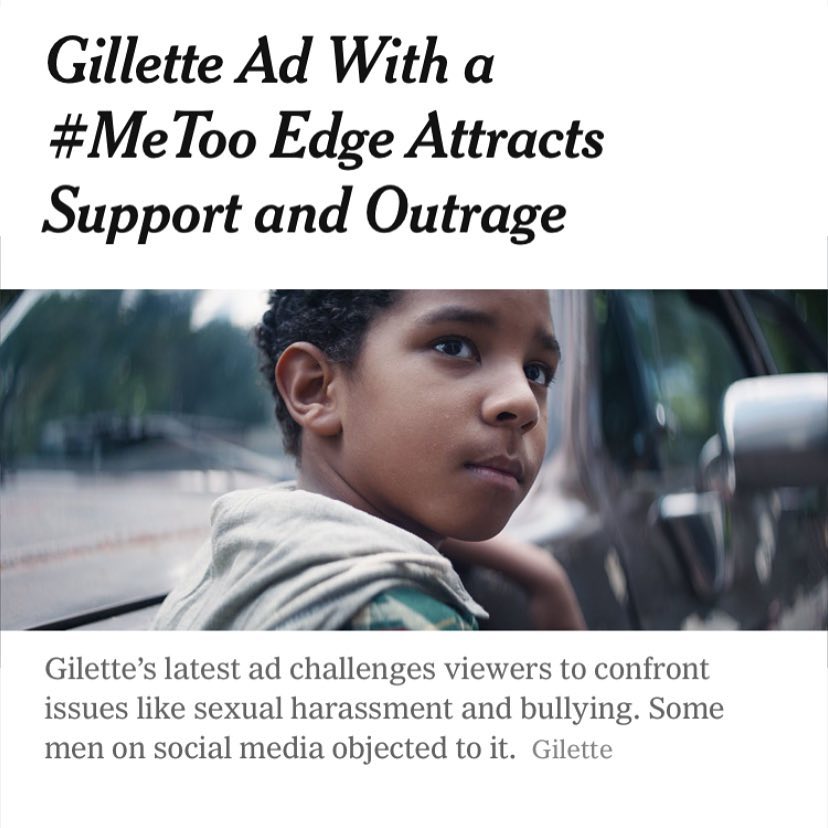 Gillette Ad With a
#MeToo Edge Attracts
Support and Outrage
Gilette’s latest ad challenges viewers to confront
issues like sexual harassment and bullying. Some
men on social media objected to it. Gilette